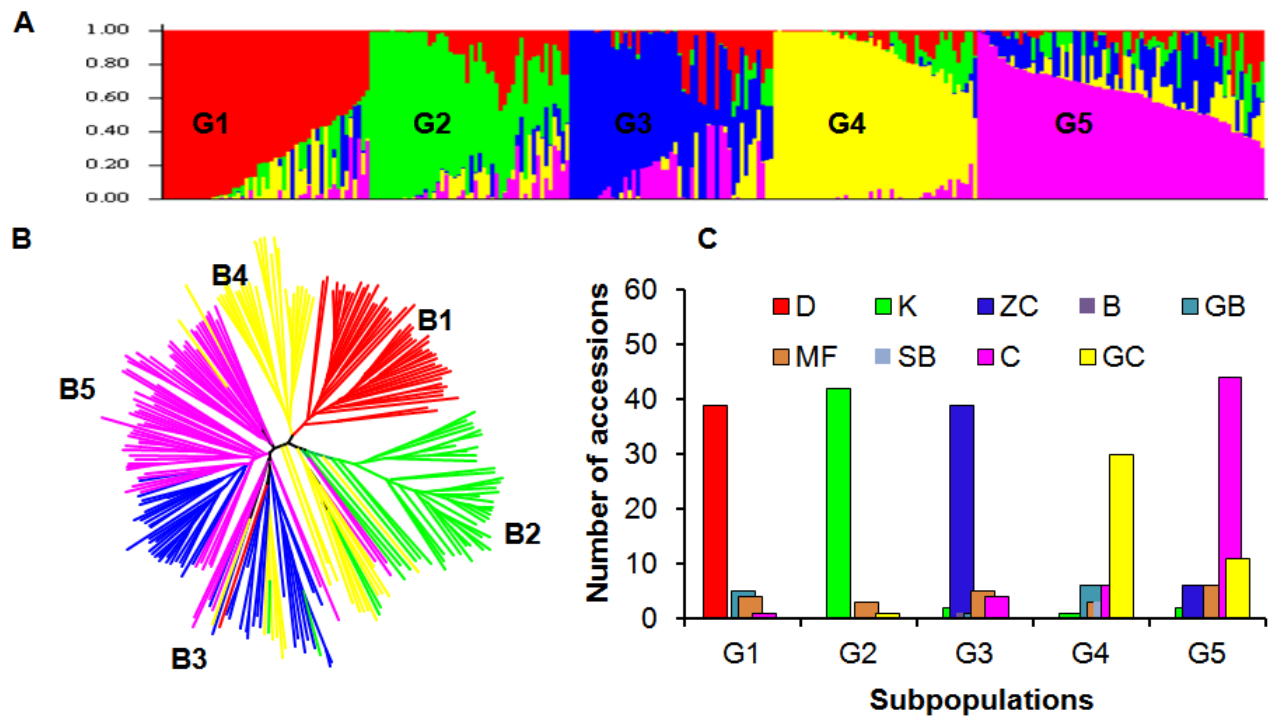 A
1.00
0.80
0.60
0.40
0.20
0.00
G1 G2 G3 G4 G5
B
B4
B1
B5
B2
B3
C
Number of accessions
60
50
40
30
20
10
0
D K ZC B GB
MF SB C GC
G1 G2 G3 G4 G5
Subpopulations